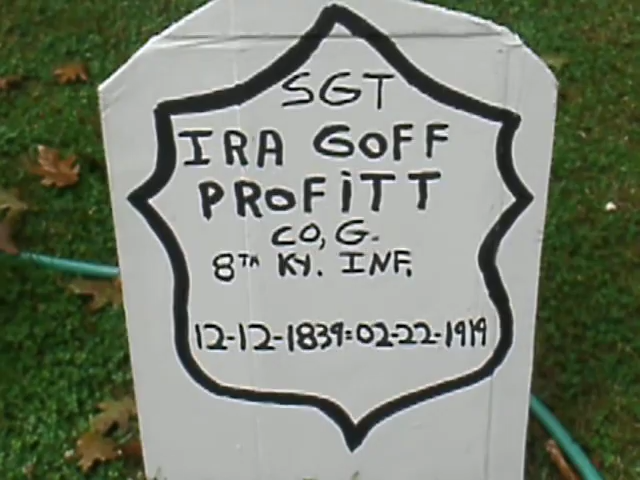 SGT
IRA GOFF
PROFITT
CO, G.
8TH KY. INF.
12-12-1839=02-22-1919